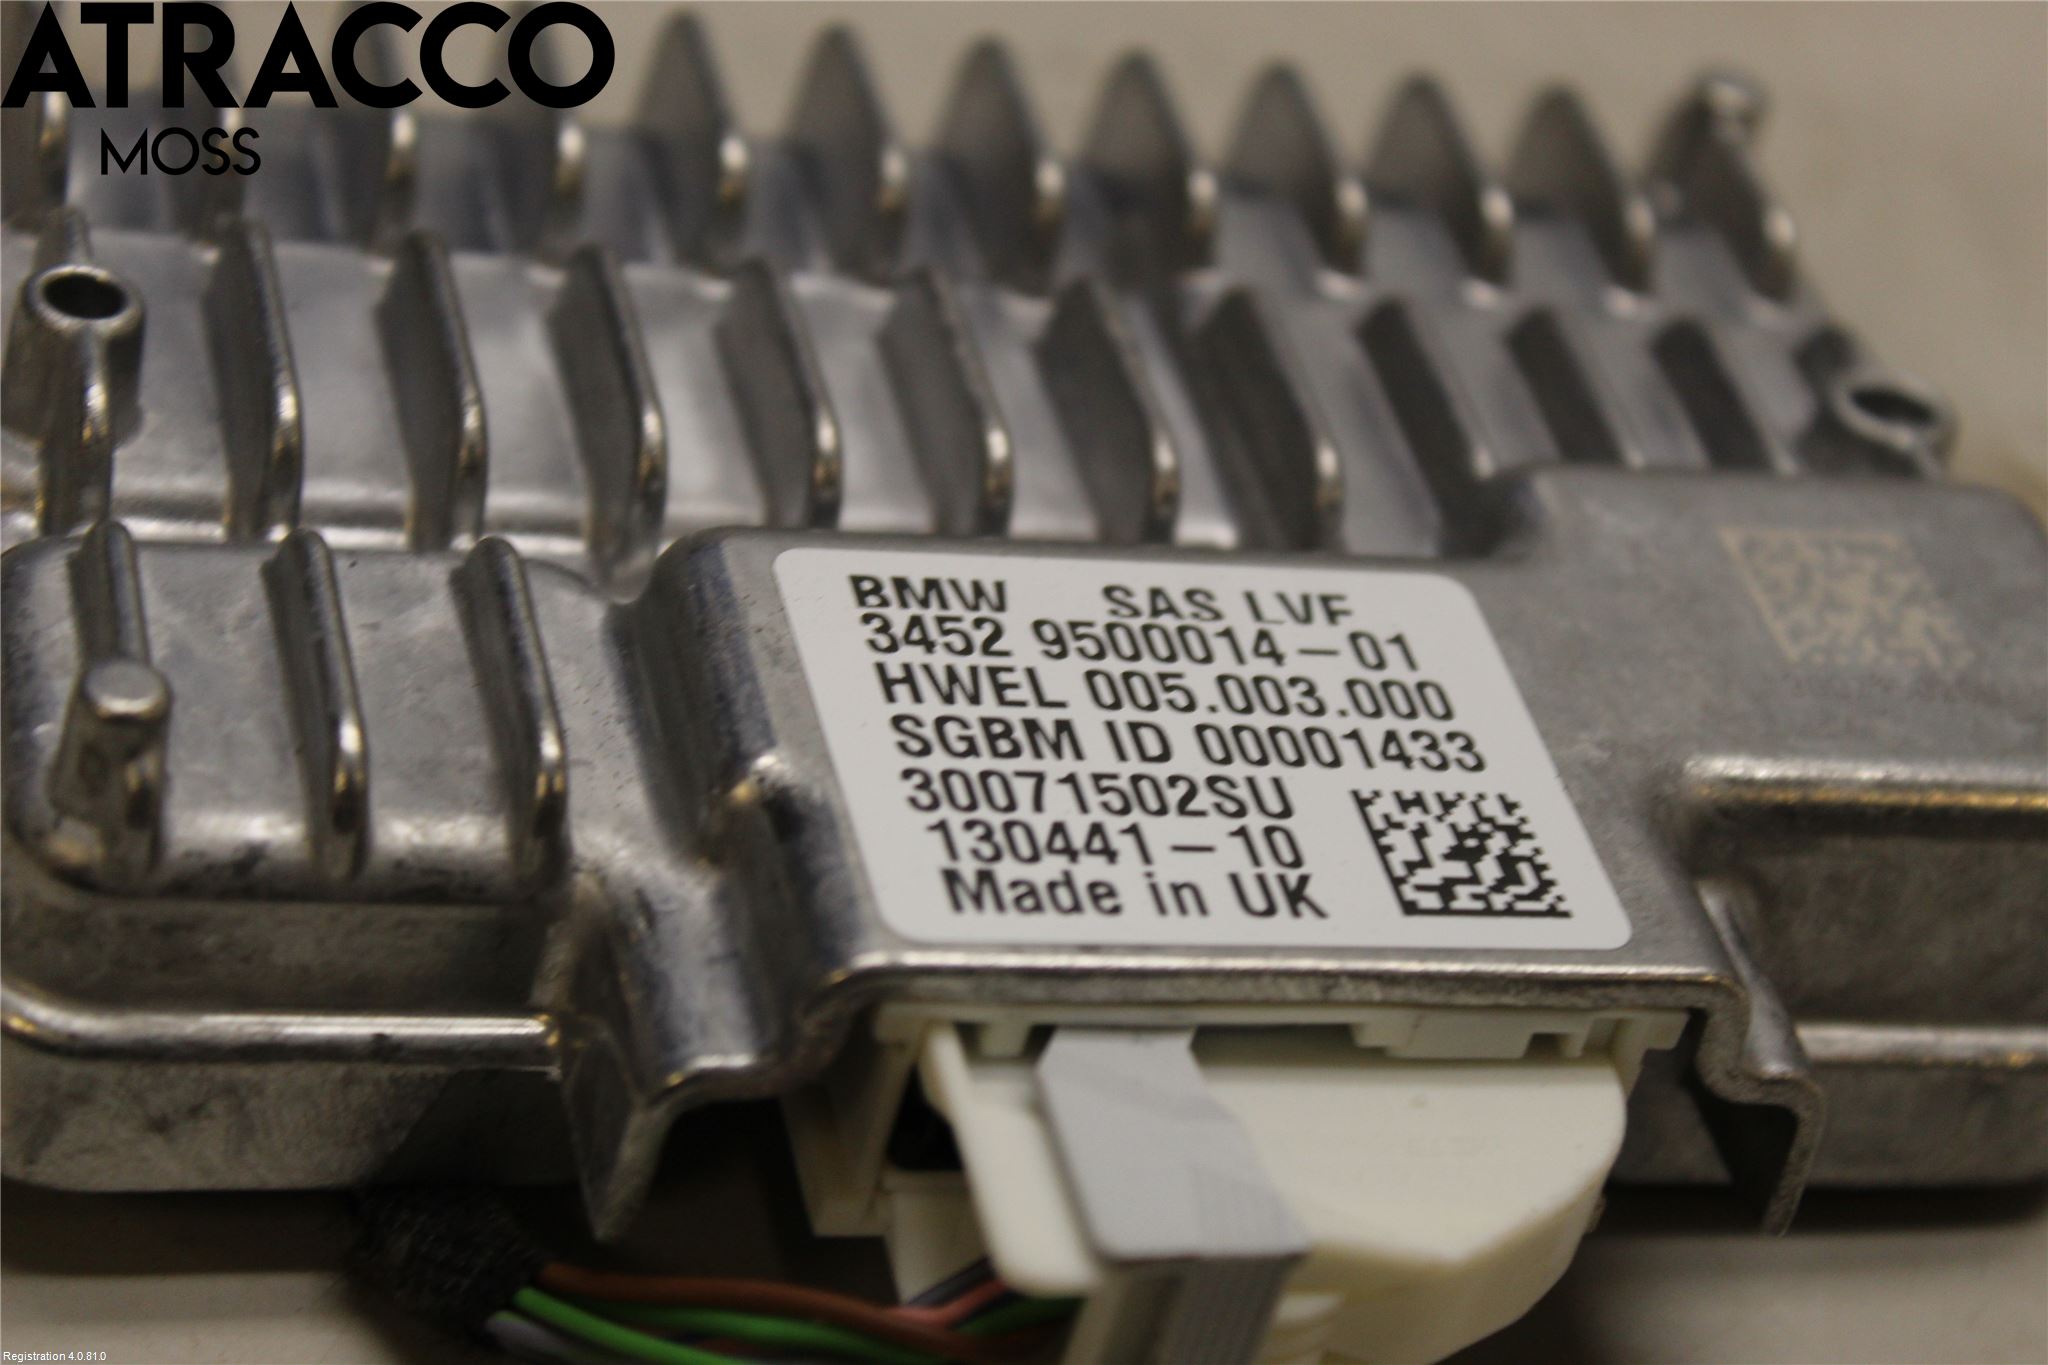 ATRACCO
MOSS
BMW SAS LVF
3452 9500014-01
HWEL 005.003.000
SGBM ID 00001433
30071502SU
130441-10
Made in UK
Registration 4.0.81.0